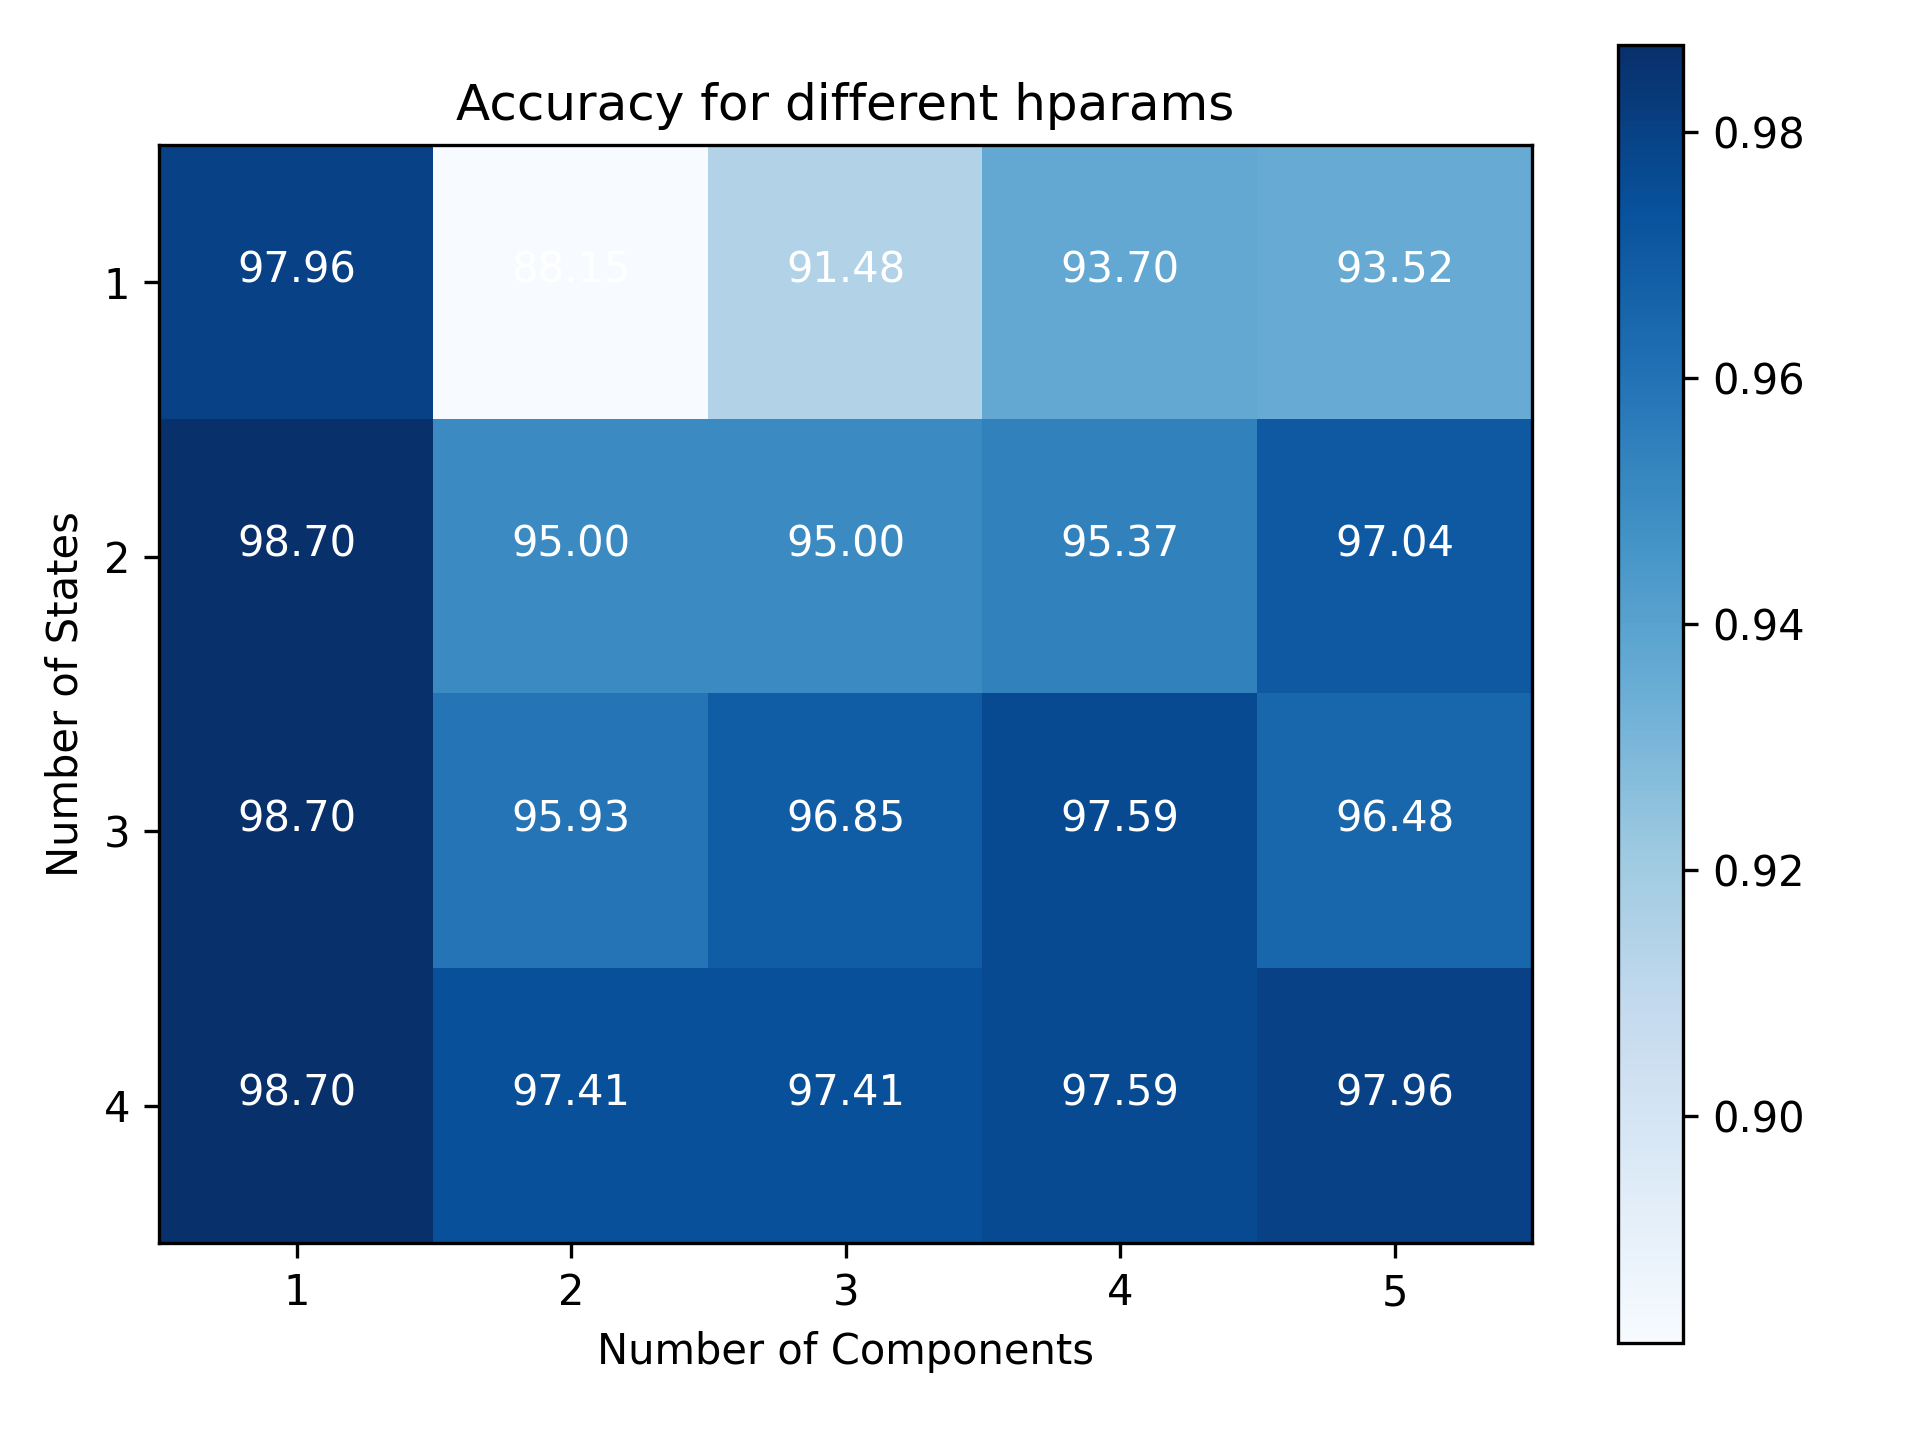 Accuracy for different hparams
97.96 88.15 91.48 93.70 93.52
98.70 95.00 95.00 95.37 97.04
98.70 95.93 96.85 97.59 96.48
98.70 97.41 97.41 97.59 97.96
1
2
3
4
Number of States
1 2 3 4 5
Number of Components
0.98
0.96
0.94
0.92
0.90